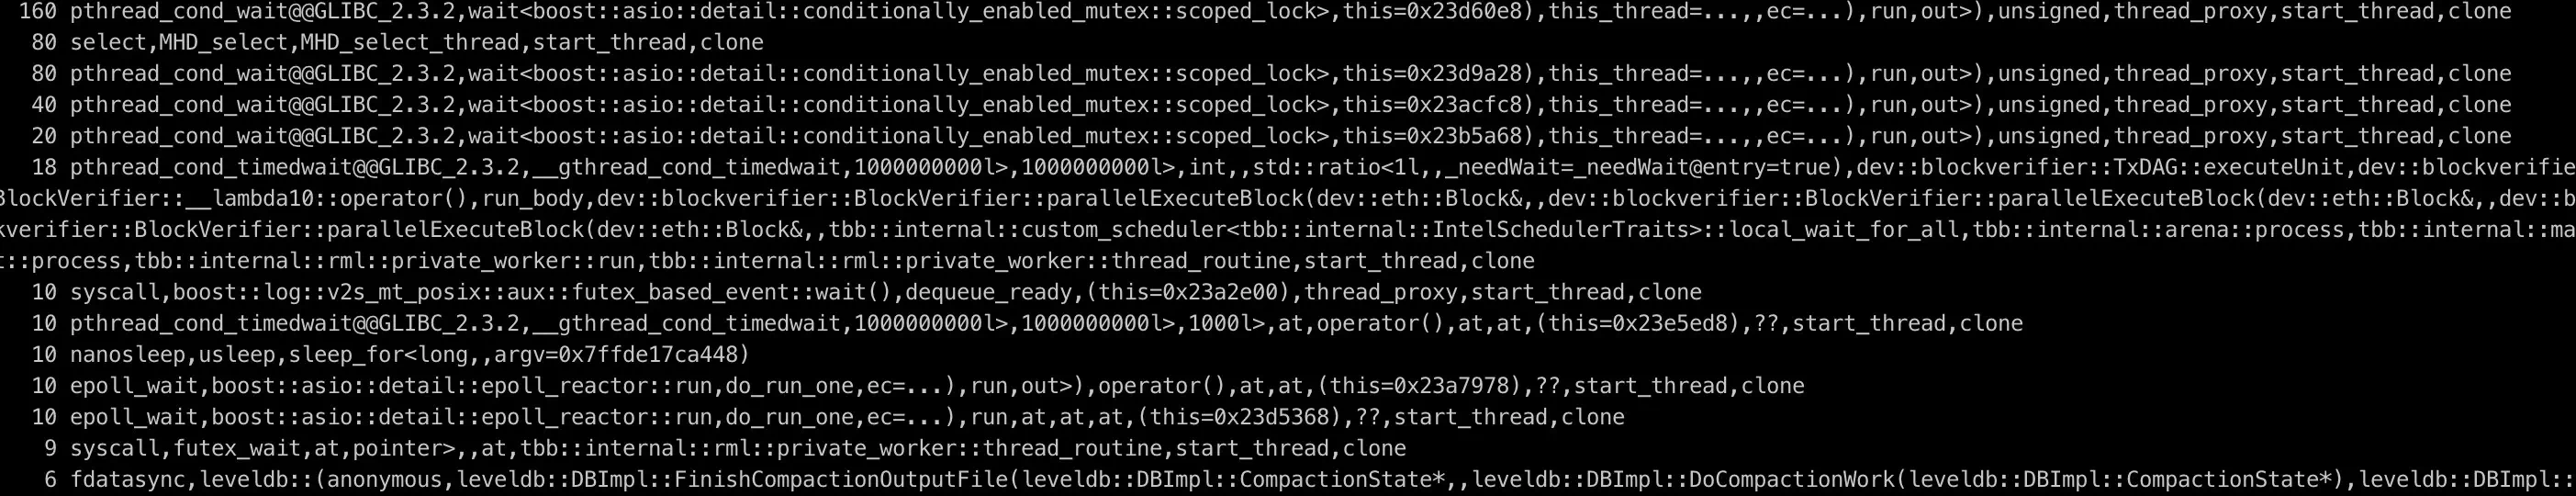 160 pthread_cond_wait@@GLIBC_2.3.2,wait<boost::asio::detail::conditionally_enabled_mutex::scoped_lock>,this=0x23d60e8),this_thread=...,,ec=...),run,out>),unsigned,thread_proxy,start_thread,clone
80 select,MHD_select,MHD_select_thread,start_thread,clone
80 pthread_cond_wait@@GLIBC_2.3.2,wait<boost::asio::detail::conditionally_enabled_mutex::scoped_lock>,this=0x23d9a28),this_thread=...,,ec=...),run,out>),unsigned,thread_proxy,start_thread,clone
40 pthread_cond_wait@@GLIBC_2.3.2,wait<boost::asio::detail::conditionally_enabled_mutex::scoped_lock>,this=0x23acfc8),this_thread=...,,ec=...),run,out>),unsigned,thread_proxy,start_thread,clone
20 pthread_cond_wait@@GLIBC_2.3.2,wait<boost::asio::detail::conditionally_enabled_mutex::scoped_lock>,this=0x23b5a68),this_thread=...,,ec=...),run,out>),unsigned,thread_proxy,start_thread,clone
18 pthread_cond_timedwait@@GLIBC_2.3.2,__gthread_cond_timedwait,1000000000l>,1000000000l>,int,,std::ratio<1l,,_needWait=_needWait@entry=true),dev::blockverifier::TxDAG::executeUnit,dev::blockverifie
BlockVerifier::__lambda10::operator(),run_body,dev::blockverifier::BlockVerifier::parallelExecuteBlock(dev::eth::Block&,,dev::blockverifier::BlockVerifier::parallelExecuteBlock(dev::eth::Block&,,dev::b
kverifier::BlockVerifier::parallelExecuteBlock(dev::eth::Block&,,tbb::internal::custom_scheduler<tbb::internal::IntelSchedulerTraits>::local_wait_for_all,tbb::internal::arena::process,tbb::internal::ma
t::process,tbb::internal::rml::private_worker::run,tbb::internal::rml::private_worker::thread_routine,start_thread,clone
10 syscall,boost::log::v2s_mt_posix::aux::futex_based_event::wait(),dequeue_ready,(this=0x23a2e00),thread_proxy,start_thread,clone
10 pthread_cond_timedwait@@GLIBC_2.3.2,__gthread_cond_timedwait,1000000000l>,1000000000l>,1000l>,at,operator(),at,at,(this=0x23e5ed8),??,start_thread,clone
10 nanosleep,usleep,sleep_for<long,,argv=0x7ffde17ca448)
10 epoll_wait,boost::asio::detail::epoll_reactor::run,do_run_one,ec=...),run,out>),operator(),at,at,(this=0x23a7978),??,start_thread,clone
10 epoll_wait,boost::asio::detail::epoll_reactor::run,do_run_one,ec=...),run,at,at,at,(this=0x23d5368),??,start_thread,clone
9 syscall,futex_wait,at,pointer>,,at,tbb::internal::rml::private_worker::thread_routine,start_thread,clone
6 fdatasync,leveldb::(anonymous,leveldb::DBImpl::FinishCompactionOutputFile(leveldb::DBImpl::CompactionState*,,leveldb::DBImpl::DoCompactionWork(leveldb::DBImpl::CompactionState*),leveldb::DBImpl::